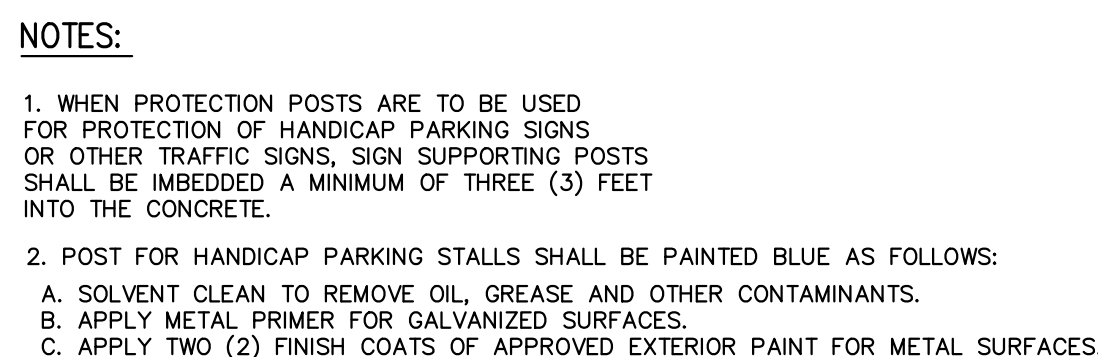 NOTES:
1. WHEN PROTECTION POSTS ARE TO BE USED
FOR PROTECTION OF HANDICAP PARKING SIGNS
OR OTHER TRAFFIC SIGNS, SIGN SUPPORTING POSTS
SHALL BE IMBEDDED A MINIMUM OF THREE (3) FEET
INTO THE CONCRETE.
2. POST FOR HANDICAP PARKING STALLS SHALL BE PAINTED BLUE AS FOLLOWS:
A. SOLVENT CLEAN TO REMOVE OIL, GREASE AND OTHER CONTAMINANTS.
B. APPLY METAL PRIMER FOR GALVANIZED SURFACES.
C. APPLY TWO (2) FINISH COATS OF APPROVED EXTERIOR PAINT FOR METAL SURFACES.